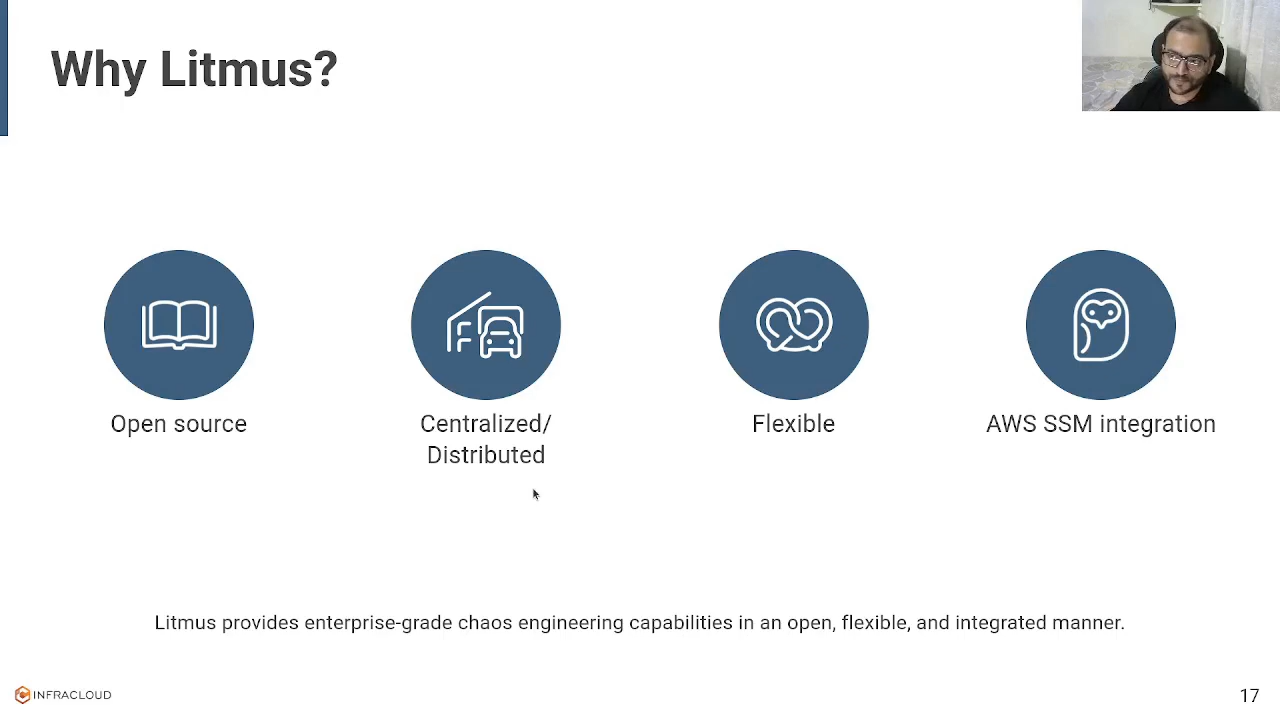 Why Litmus?
Open source
Centralized/
Distributed
Flexible
AWS SSM integration
Litmus provides enterprise-grade chaos engineering capabilities in an open, flexible, and integrated manner.
INFRACLOUD
17